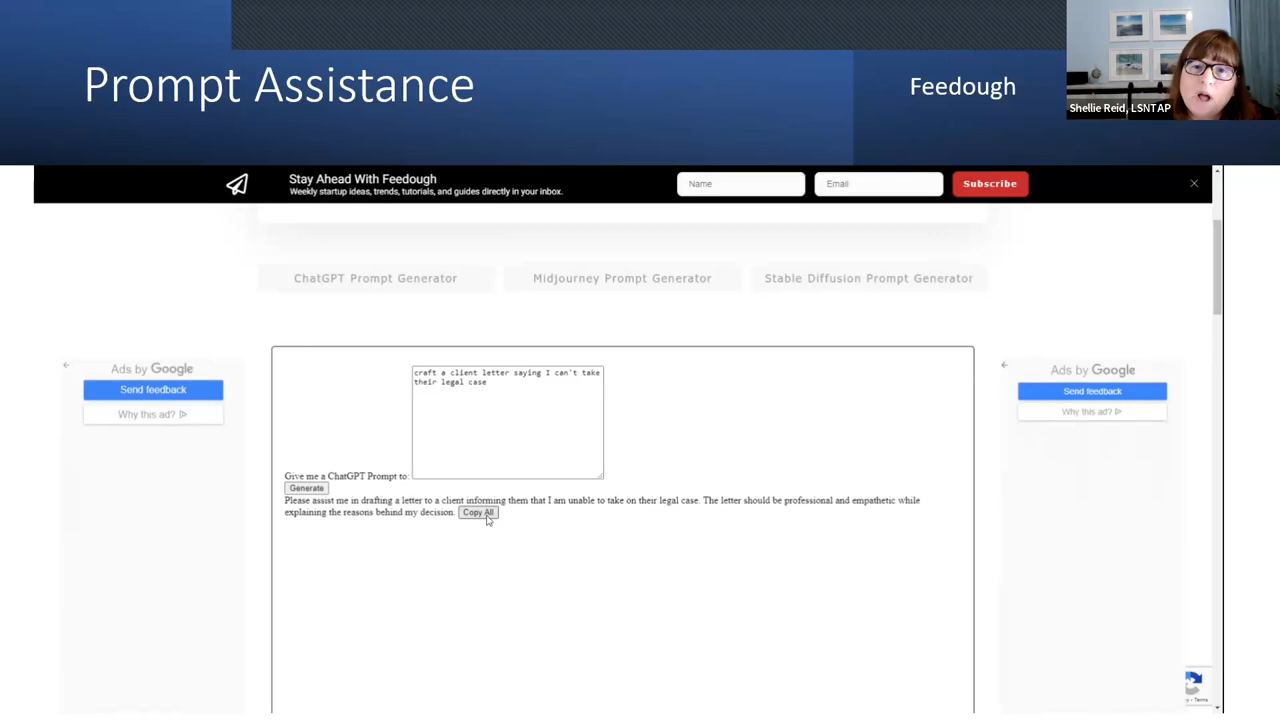 Prompt Assistance
Feedough
Shellie Reid, LSNTAP
Stay Ahead With Feedough
Weekly startup ideas, trends, tutorials, and guides directly in your inbox.
Name
Email
Subscribe
ChatGPT Prompt Generator
Midjourney Prompt Generator
Stable Diffusion Prompt Generator
Ads by Google
Send feedback
Why this ad?
craft a client letter saying I can't take
their legal case
Give me a ChatGPT Prompt to:
Generate
Please assist me in drafting a letter to a client informing them that I am unable to take on their legal case. The letter should be professional and empathetic while
explaining the reasons behind my decision. Copy All
Ads by Google
Send feedback
Why this ad?
Terms